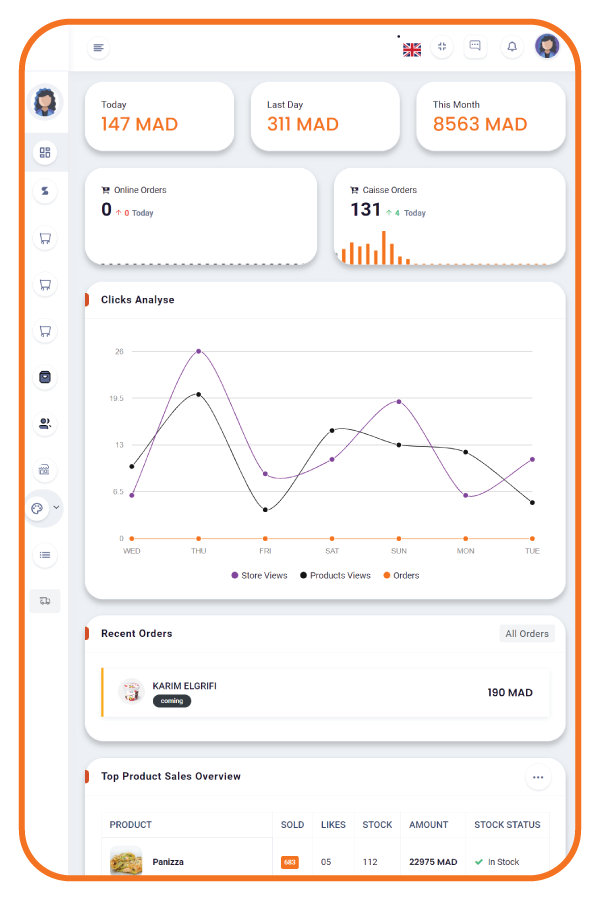 Today
147 MAD
Last Day
311 MAD
This Month
8563 MAD
Online Orders
0 ↑ 0 Today
Caisse Orders
131 ↑ 4 Today
Clicks Analyse
26
19.5
13
6.5
0
WED THU FRI SAT SUN MON TUE
Store Views Products Views Orders
Recent Orders
All Orders
KARIM ELGRIFI
coming
190 MAD
Top Product Sales Overview
PRODUCT SOLD LIKES STOCK AMOUNT STOCK STATUS
Panizza 683 05 112 22975 MAD In Stock